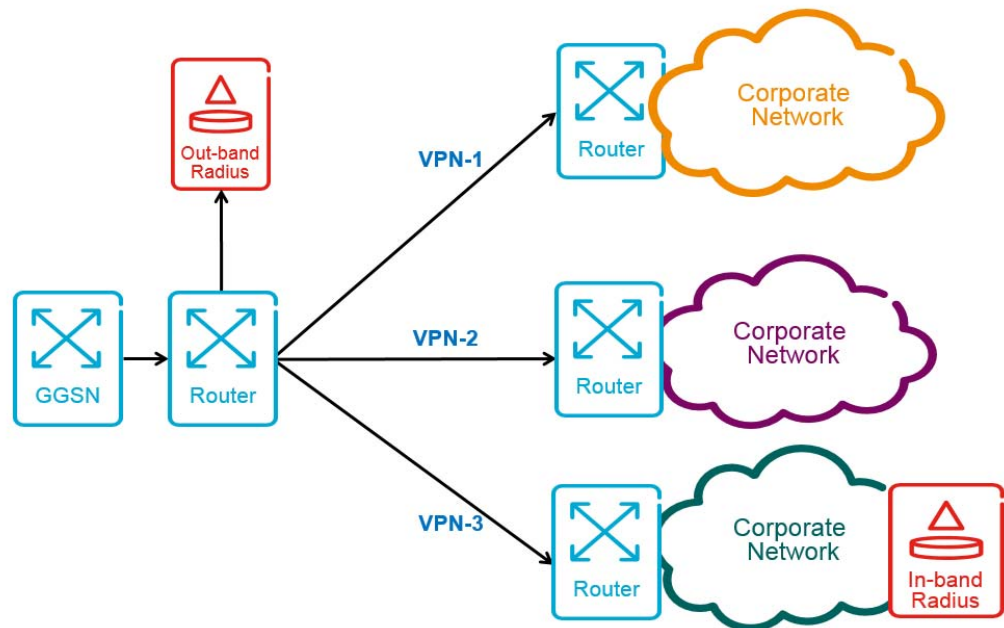 Out-band
Radius
VPN-1
Router
Corporate
Network
GGSN
Router
VPN-2
Router
Corporate
Network
VPN-3
Router
Corporate
Network
In-band
Radius